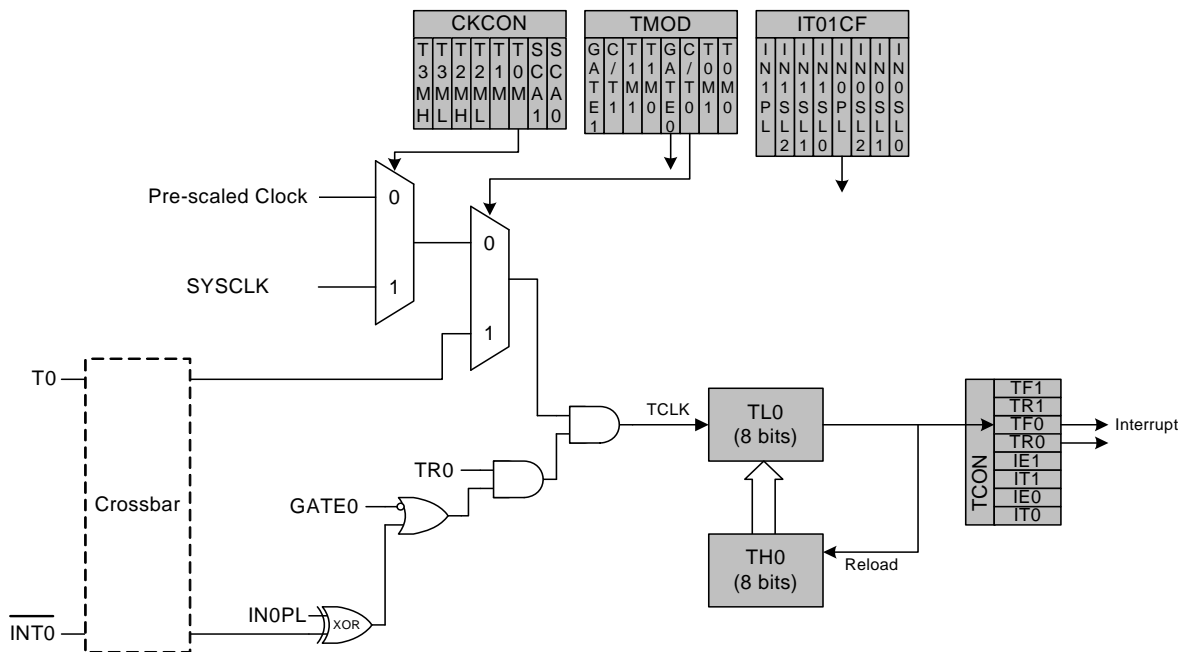 CKCON
T3MH
T3ML
T2MH
T2ML
T1M
T0M
SCA1
SCA0
TMOD
GATE1
C/T1
T1M1
T1M0
GATE0
C/T0
T0M1
T0M0
IT01CF
IN1PL
IN1SL2
IN1SL1
IN1SL0
IN0PL
IN0SL2
IN0SL1
IN0SL0
Pre-scaled Clock
0
SYSCLK
1
0
1
T0
Crossbar
INT0
GATE0
IN0PL
XOR
TR0
TCLK
TL0
(8 bits)
TH0
(8 bits)
Reload
TCON
TF1
TR1
TF0
TR0
IE1
IT1
IE0
IT0
Interrupt